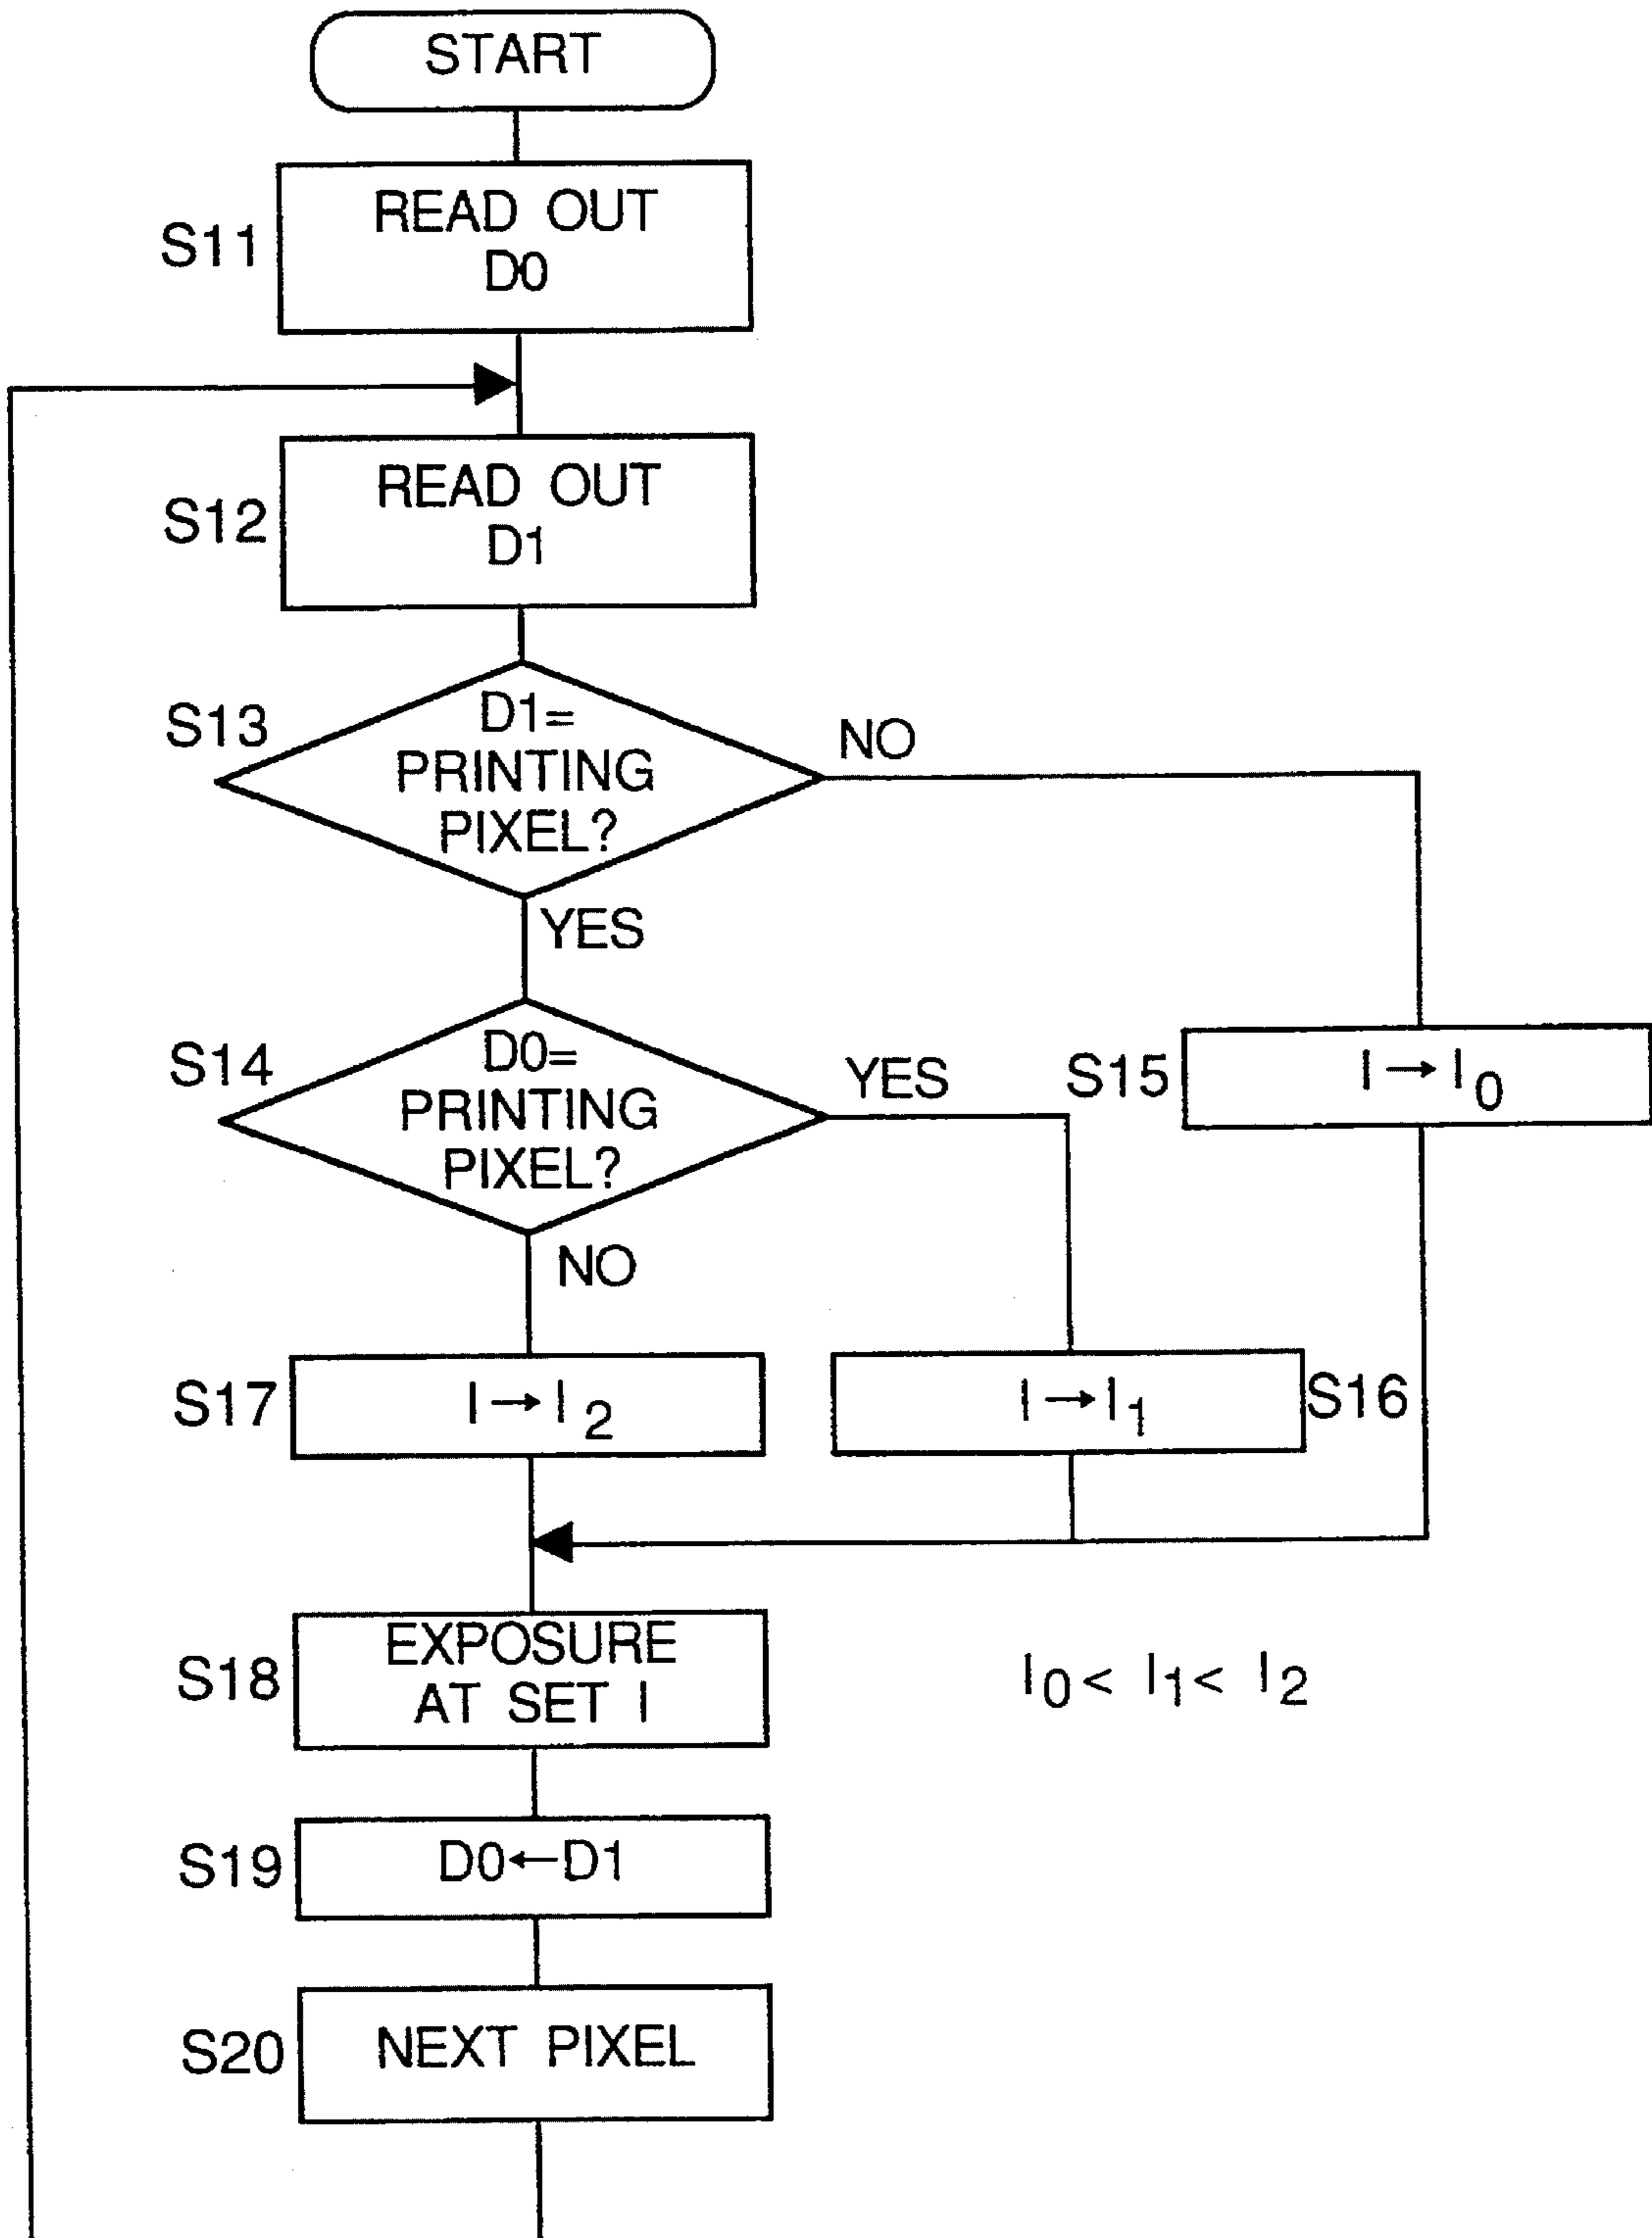 START
S11
READ OUT
D0
S12
READ OUT
D1
S13
D1=
PRINTING
PIXEL?
NO
YES
S14
D0=
PRINTING
PIXEL?
YES
NO
S15
I → I0
S17
I → I2
I → I1
S16
S18
EXPOSURE
AT SET I
I0 < I1 < I2
S19
D0←D1
S20
NEXT PIXEL